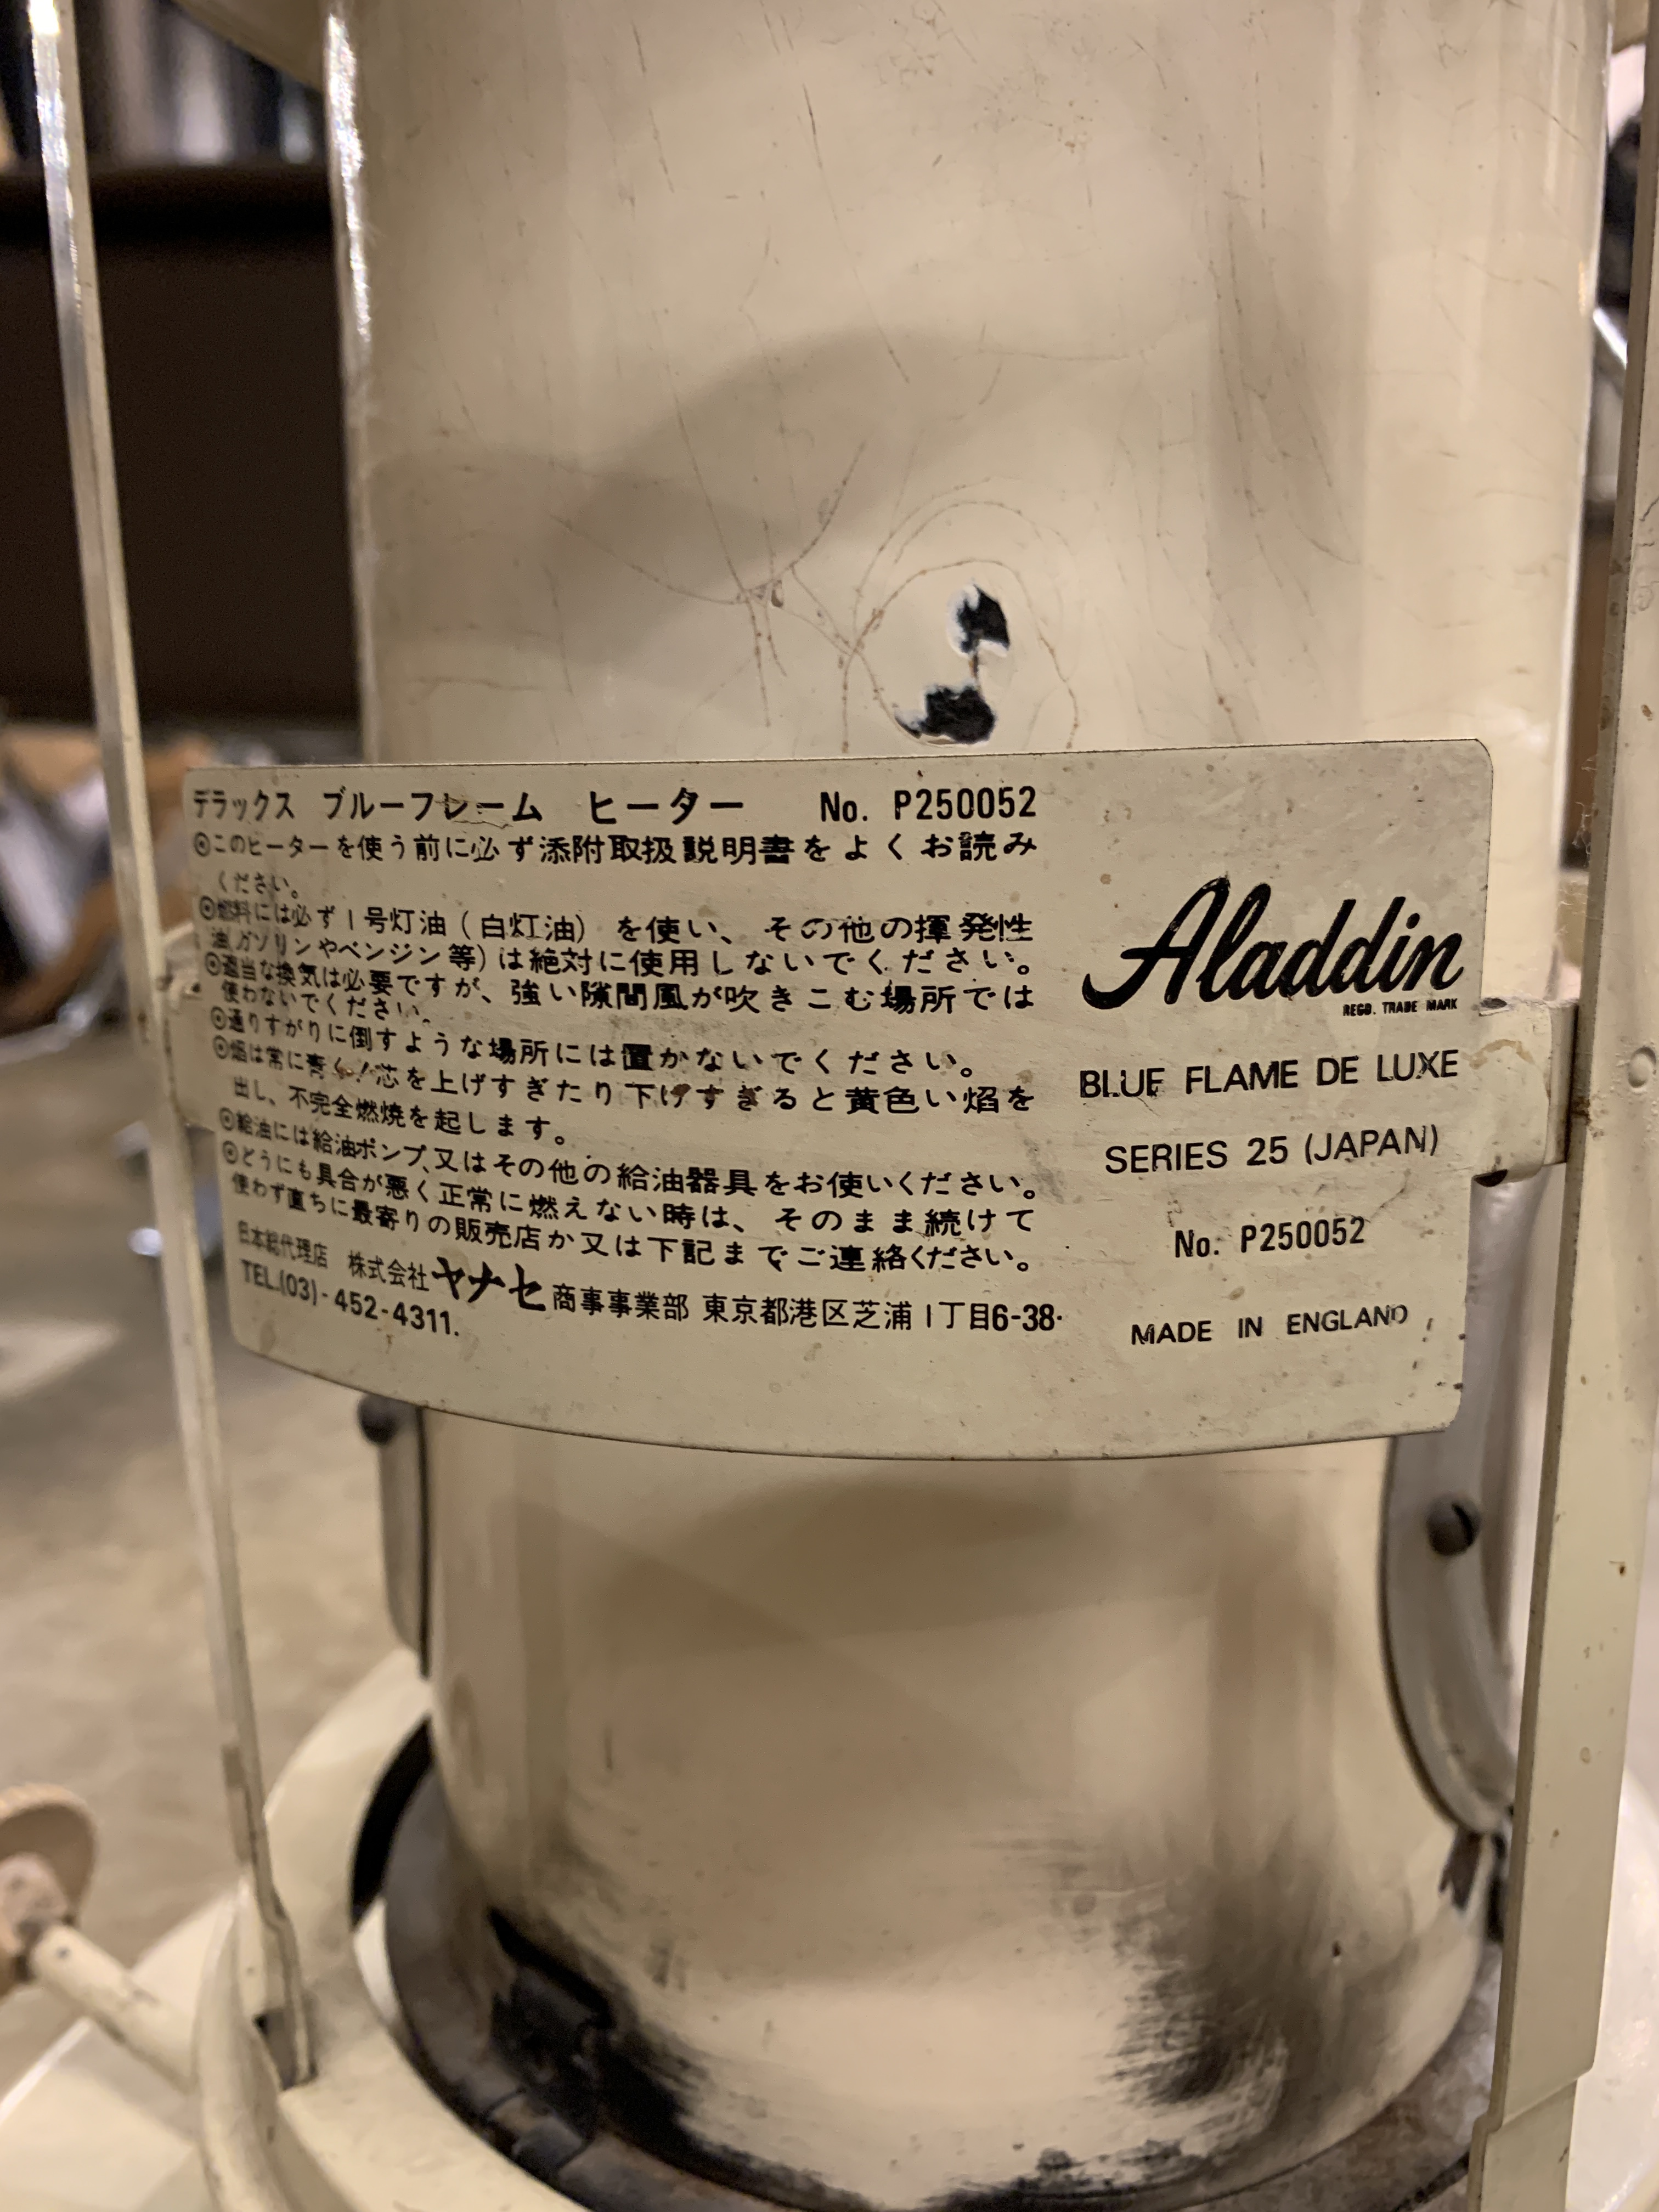 デラックス ブルーフレーム ヒーター No. P250052
⊙このヒーターを使う前に必ず添附取扱説明書をよくお読み
ください。
⊙燃料には必ず1号灯油(白灯油)を使い、その他の揮発性
油(ガソリンやベンジン等)は絶対に使用しないでください。
⊙適当な換気は必要ですが、強い隙間風が吹きこむ場所では
使わないでください。
⊙通りすがりに倒すような場所には置かないでください。
⊙焔は常に青く!芯を上げすぎたり下げすぎると黄色い焔を
出し、不完全燃焼を起します。
⊙給油には給油ポンプ、又はその他の給油器具をお使いください。
⊙どうにも具合が悪く正常に燃えない時は、そのまま続けて
使わず直ちに最寄りの販売店か又は下記までご連絡ください。
日本総代理店 株式会社ヤナセ商事事業部 東京都港区芝浦1丁目6-38・
TEL.(03)-452-4311.
Aladdin
REGD. TRADE MARK
BLUE FLAME DE LUXE
SERIES 25 (JAPAN)
No. P250052
MADE IN ENGLAND